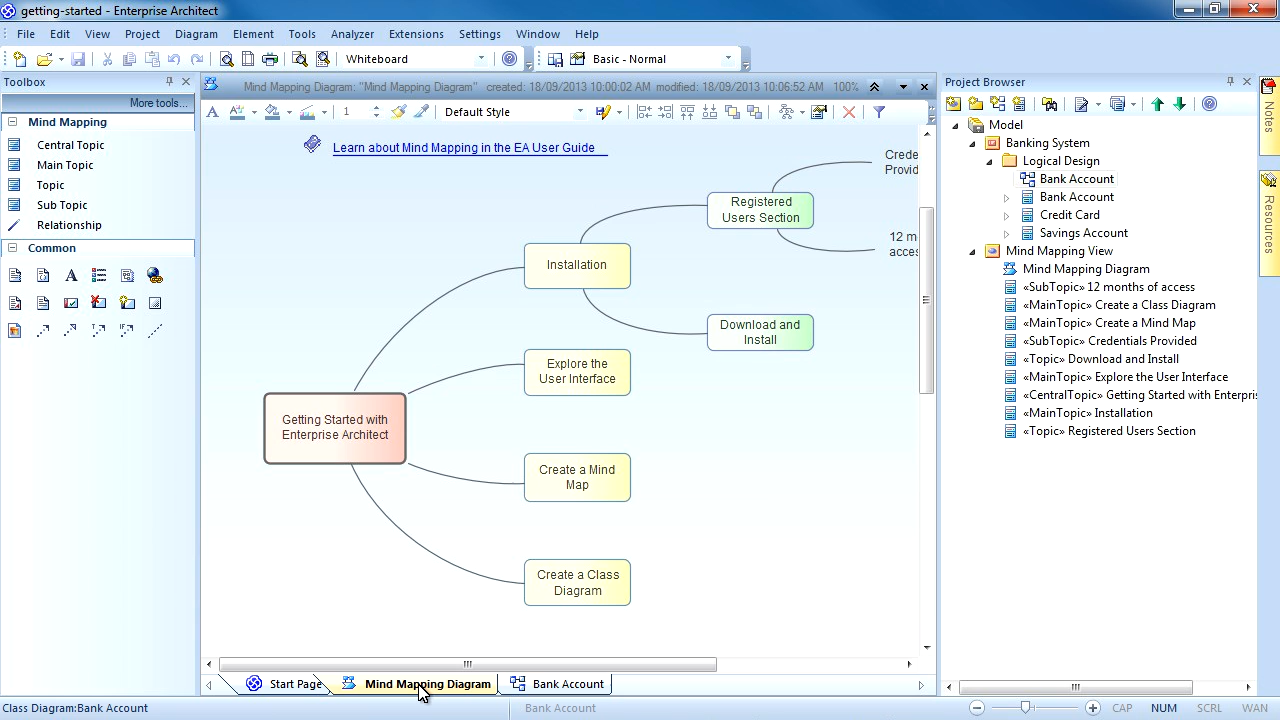 getting-started - Enterprise Architect
File Edit View Project Diagram Element Tools Analyzer Extensions Settings Window Help
Whiteboard
Basic - Normal
Toolbox
More tools...
Mind Mapping
Central Topic
Main Topic
Topic
Sub Topic
Relationship
Common
Mind Mapping Diagram: "Mind Mapping Diagram" created: 18/09/2013 10:00:02 AM modified: 18/09/2013 10:06:52 AM 100%
1
Default Style
Learn about Mind Mapping in the EA User Guide
Crede
Provid
Registered
Users Section
12 m
acces
Installation
Download and
Install
Explore the
User Interface
Getting Started with
Enterprise Architect
Create a Mind
Map
Create a Class
Diagram
Start Page
Mind Mapping Diagram
Bank Account
Project Browser
Model
Banking System
Logical Design
Bank Account
Bank Account
Credit Card
Savings Account
Mind Mapping View
Mind Mapping Diagram
«SubTopic» 12 months of access
«MainTopic» Create a Class Diagram
«MainTopic» Create a Mind Map
«SubTopic» Credentials Provided
«Topic» Download and Install
«MainTopic» Explore the User Interface
«CentralTopic» Getting Started with Enterpris
«MainTopic» Installation
«Topic» Registered Users Section
Notes
Resources
Class Diagram:Bank Account
Bank Account
CAP NUM SCRL WAN